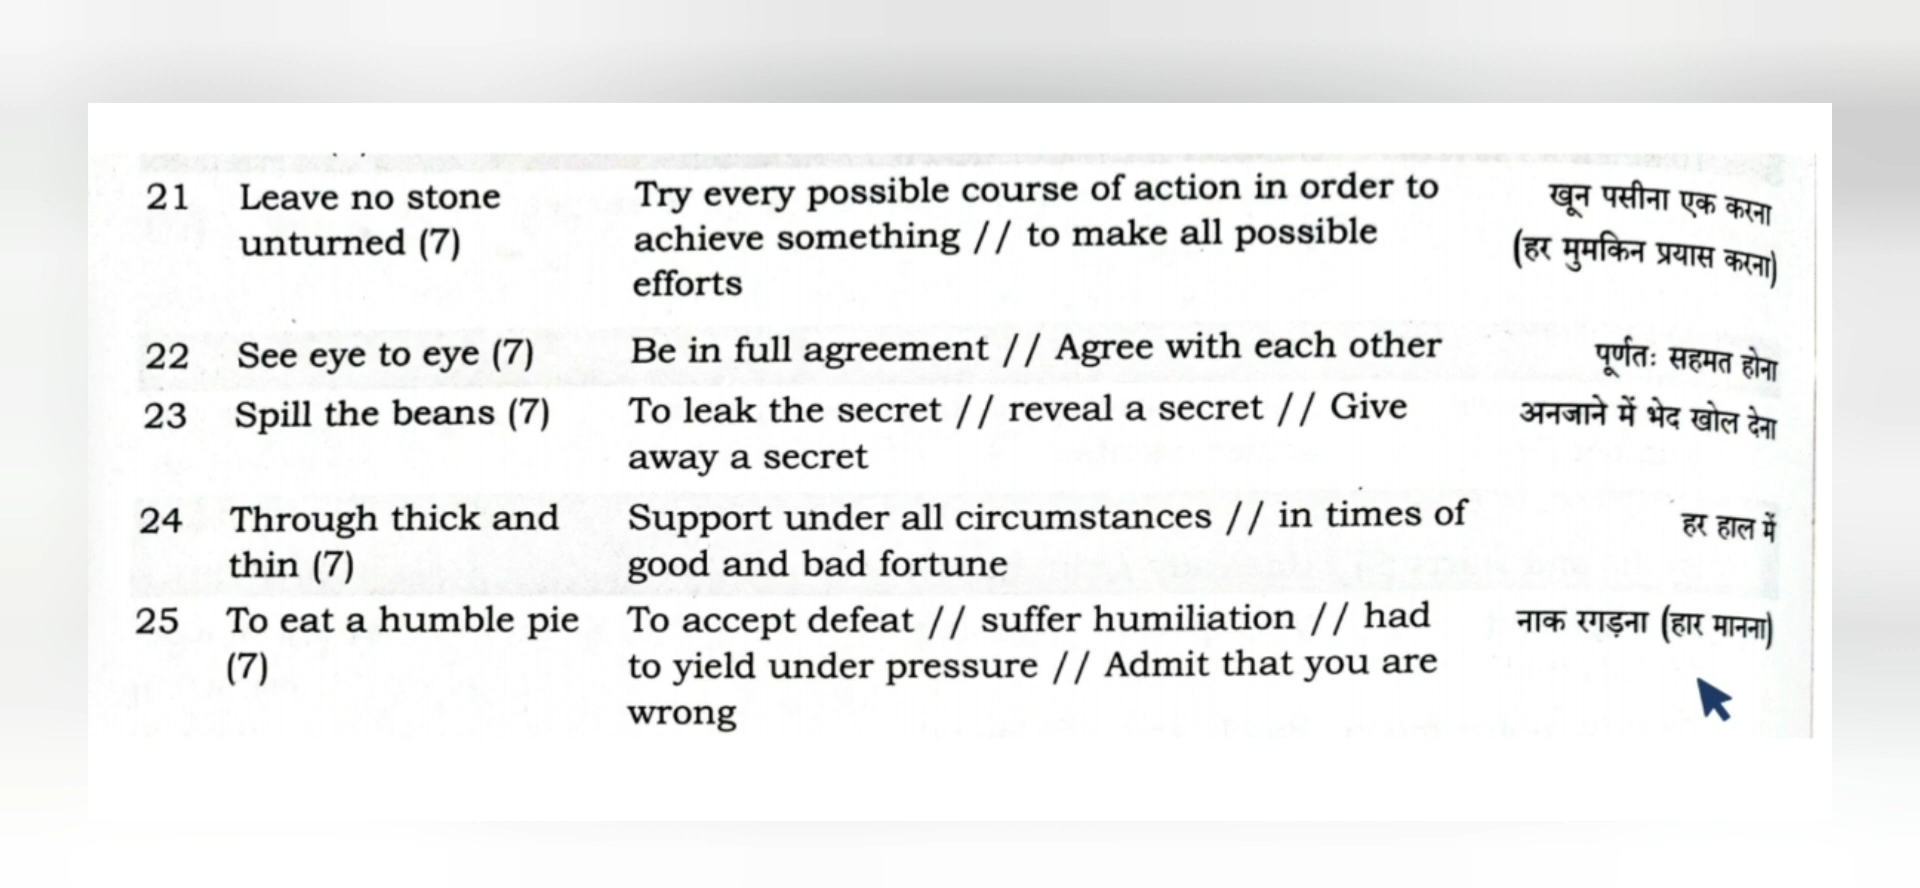 21 Leave no stone Try every possible course of action in order to खून पसीना एक करना
unturned (7) achieve something // to make all possible (हर मुमकिन प्रयास करना)
efforts
22 See eye to eye (7) Be in full agreement // Agree with each other पूर्णतः सहमत होना
23 Spill the beans (7) To leak the secret // reveal a secret // Give अनजाने में भेद खोल देना
away a secret
24 Through thick and Support under all circumstances // in times of हर हाल में
thin (7) good and bad fortune
25 To eat a humble pie To accept defeat // suffer humiliation // had नाक रगड़ना (हार मानना)
(7) to yield under pressure // Admit that you are
wrong